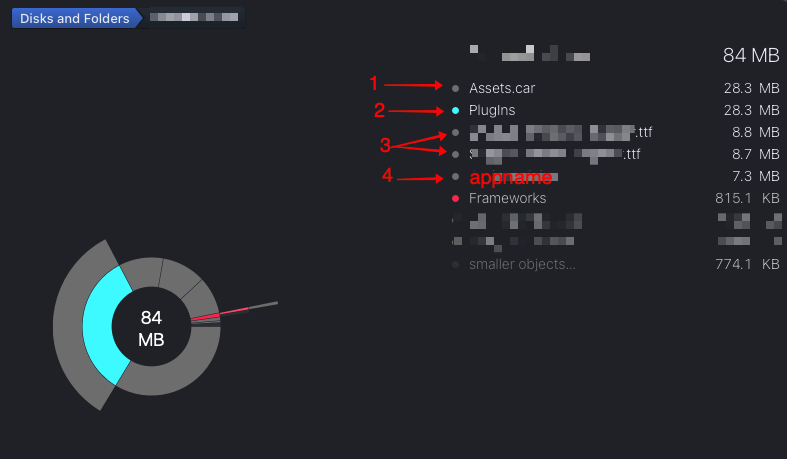 Disks and Folders
84 MB
1 Assets.car 28.3 MB
2 PlugIns 28.3 MB
.ttf 8.8 MB
3
.ttf 8.7 MB
4 appname 7.3 MB
Frameworks 815.1 KB
smaller objects... 774.1 KB
84
MB